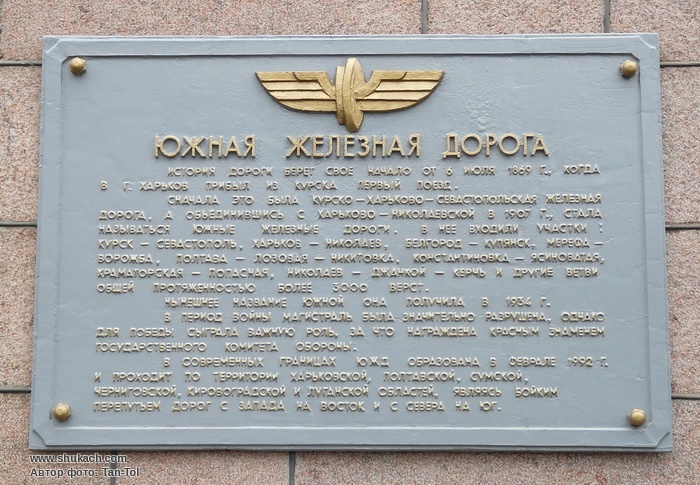 ЮЖНАЯ ЖЕЛЕЗНАЯ ДОРОГА
ИСТОРИЯ ДОРОГИ БЕРЕТ СВОЕ НАЧАЛО ОТ 6 ИЮЛЯ 1869 Г., КОГДА
В Г. ХАРЬКОВ ПРИБЫЛ ИЗ КУРСКА ПЕРВЫЙ ПОЕЗД.
СНАЧАЛА ЭТО БЫЛА КУРСКО – ХАРЬКОВО – СЕВАСТОПОЛЬСКАЯ ЖЕЛЕЗНАЯ
ДОРОГА, А ОБЪЕДИНИВШИСЬ С ХАРЬКОВО – НИКОЛАЕВСКОЙ В 1907 Г., СТАЛА
НАЗЫВАТЬСЯ ЮЖНЫЕ ЖЕЛЕЗНЫЕ ДОРОГИ. В НЕЕ ВХОДИЛИ УЧАСТКИ :
КУРСК – СЕВАСТОПОЛЬ, ХАРЬКОВ – НИКОЛАЕВ, БЕЛГОРОД – КУПЯНСК, МЕРЕФА –
ВОРОЖБА, ПОЛТАВА – ЛОЗОВАЯ – НИКИТОВКА, КОНСТАНТИНОВКА – ЯСИНОВАТАЯ,
КРАМАТОРСКАЯ – ПОПАСНАЯ, НИКОЛАЕВ – ДЖАНКОЙ – КЕРЧЬ И ДРУГИЕ ВЕТВИ
ОБЩЕЙ ПРОТЯЖЕННОСТЬЮ БОЛЕЕ 3000 ВЕРСТ.
НЫНЕШНЕЕ НАЗВАНИЕ ЮЖНОЙ ОНА ПОЛУЧИЛА В 1934 Г.
В ПЕРИОД ВОЙНЫ МАГИСТРАЛЬ БЫЛА ЗНАЧИТЕЛЬНО РАЗРУШЕНА, ОДНАКО
ДЛЯ ПОБЕДЫ СЫГРАЛА ВАЖНУЮ РОЛЬ, ЗА ЧТО НАГРАЖДЕНА КРАСНЫМ ЗНАМЕНЕМ
ГОСУДАРСТВЕННОГО КОМИТЕТА ОБОРОНЫ.
В СОВРЕМЕННЫХ ГРАНИЦАХ ЮЖД ОБРАЗОВАНА В ФЕВРАЛЕ 1992 Г.
И ПРОХОДИТ ПО ТЕРРИТОРИИ ХАРЬКОВСКОЙ, ПОЛТАВСКОЙ, СУМСКОЙ,
ЧЕРНИГОВСКОЙ, КИРОВОГРАДСКОЙ И ЛУГАНСКОЙ ОБЛАСТЕЙ, ЯВЛЯЯСЬ БОЙКИМ
ПЕРЕПУТЬЕМ ДОРОГ С ЗАПАДА НА ВОСТОК И С СЕВЕРА НА ЮГ.
www.shukach.com
Автор фото: Tan-Tol